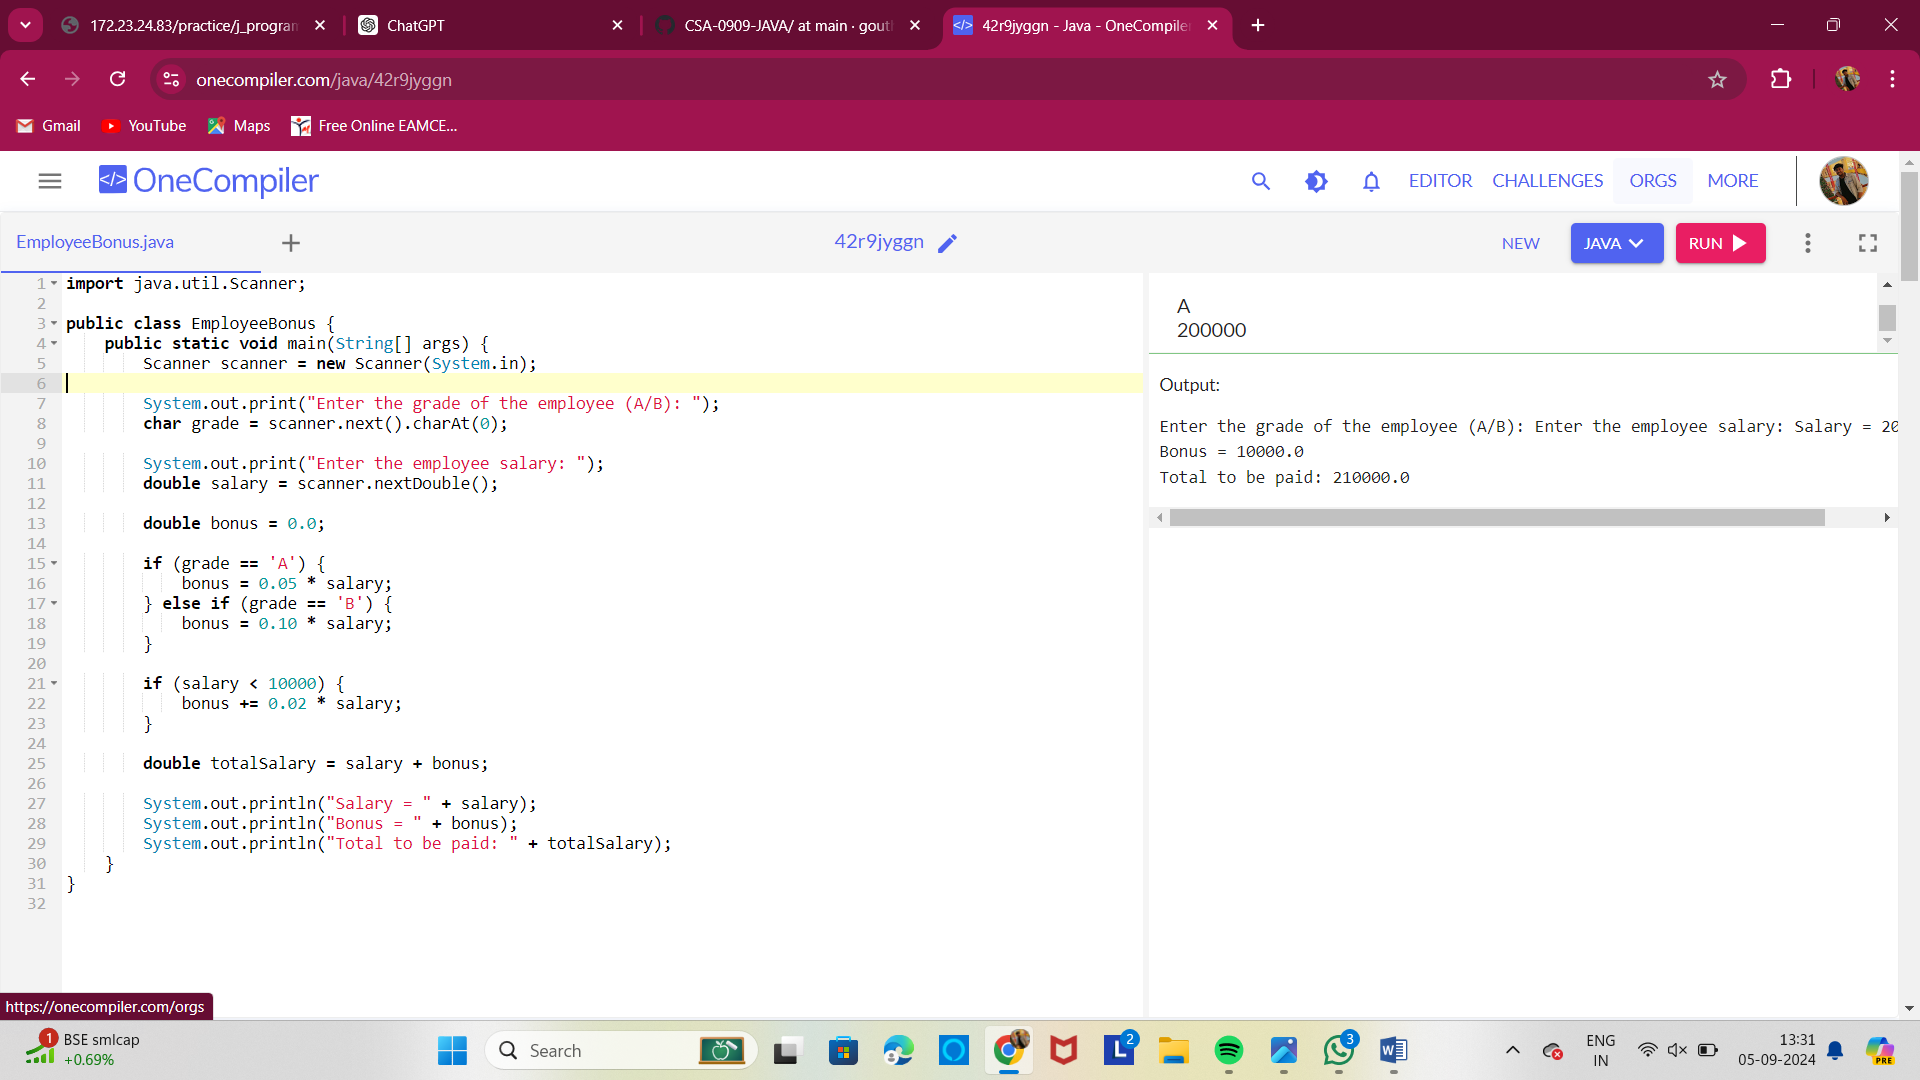 172.23.24.83/practice/j_progra
ChatGPT
CSA-0909-JAVA/ at main · gout
42r9jyggn - Java - OneCompile
onecompiler.com/java/42r9jyggn
Gmail
YouTube
Maps
Free Online EAMCE...
</> OneCompiler
EDITOR
CHALLENGES
ORGS
MORE
EmployeeBonus.java
+
42r9jyggn
NEW
JAVA
RUN
1 import java.util.Scanner;
2
3 public class EmployeeBonus {
4 public static void main(String[] args) {
5 Scanner scanner = new Scanner(System.in);
6
7 System.out.print("Enter the grade of the employee (A/B): ");
8 char grade = scanner.next().charAt(0);
9
10 System.out.print("Enter the employee salary: ");
11 double salary = scanner.nextDouble();
12
13 double bonus = 0.0;
14
15 if (grade == 'A') {
16 bonus = 0.05 * salary;
17 } else if (grade == 'B') {
18 bonus = 0.10 * salary;
19 }
20
21 if (salary < 10000) {
22 bonus += 0.02 * salary;
23 }
24
25 double totalSalary = salary + bonus;
26
27 System.out.println("Salary = " + salary);
28 System.out.println("Bonus = " + bonus);
29 System.out.println("Total to be paid: " + totalSalary);
30 }
31 }
32
A
200000
Output:
Enter the grade of the employee (A/B): Enter the employee salary: Salary = 20
Bonus = 10000.0
Total to be paid: 210000.0
https://onecompiler.com/orgs
1
BSE smlcap
+0.69%
Search
L
2
3
W
ENG
IN
13:31
05-09-2024
PRE